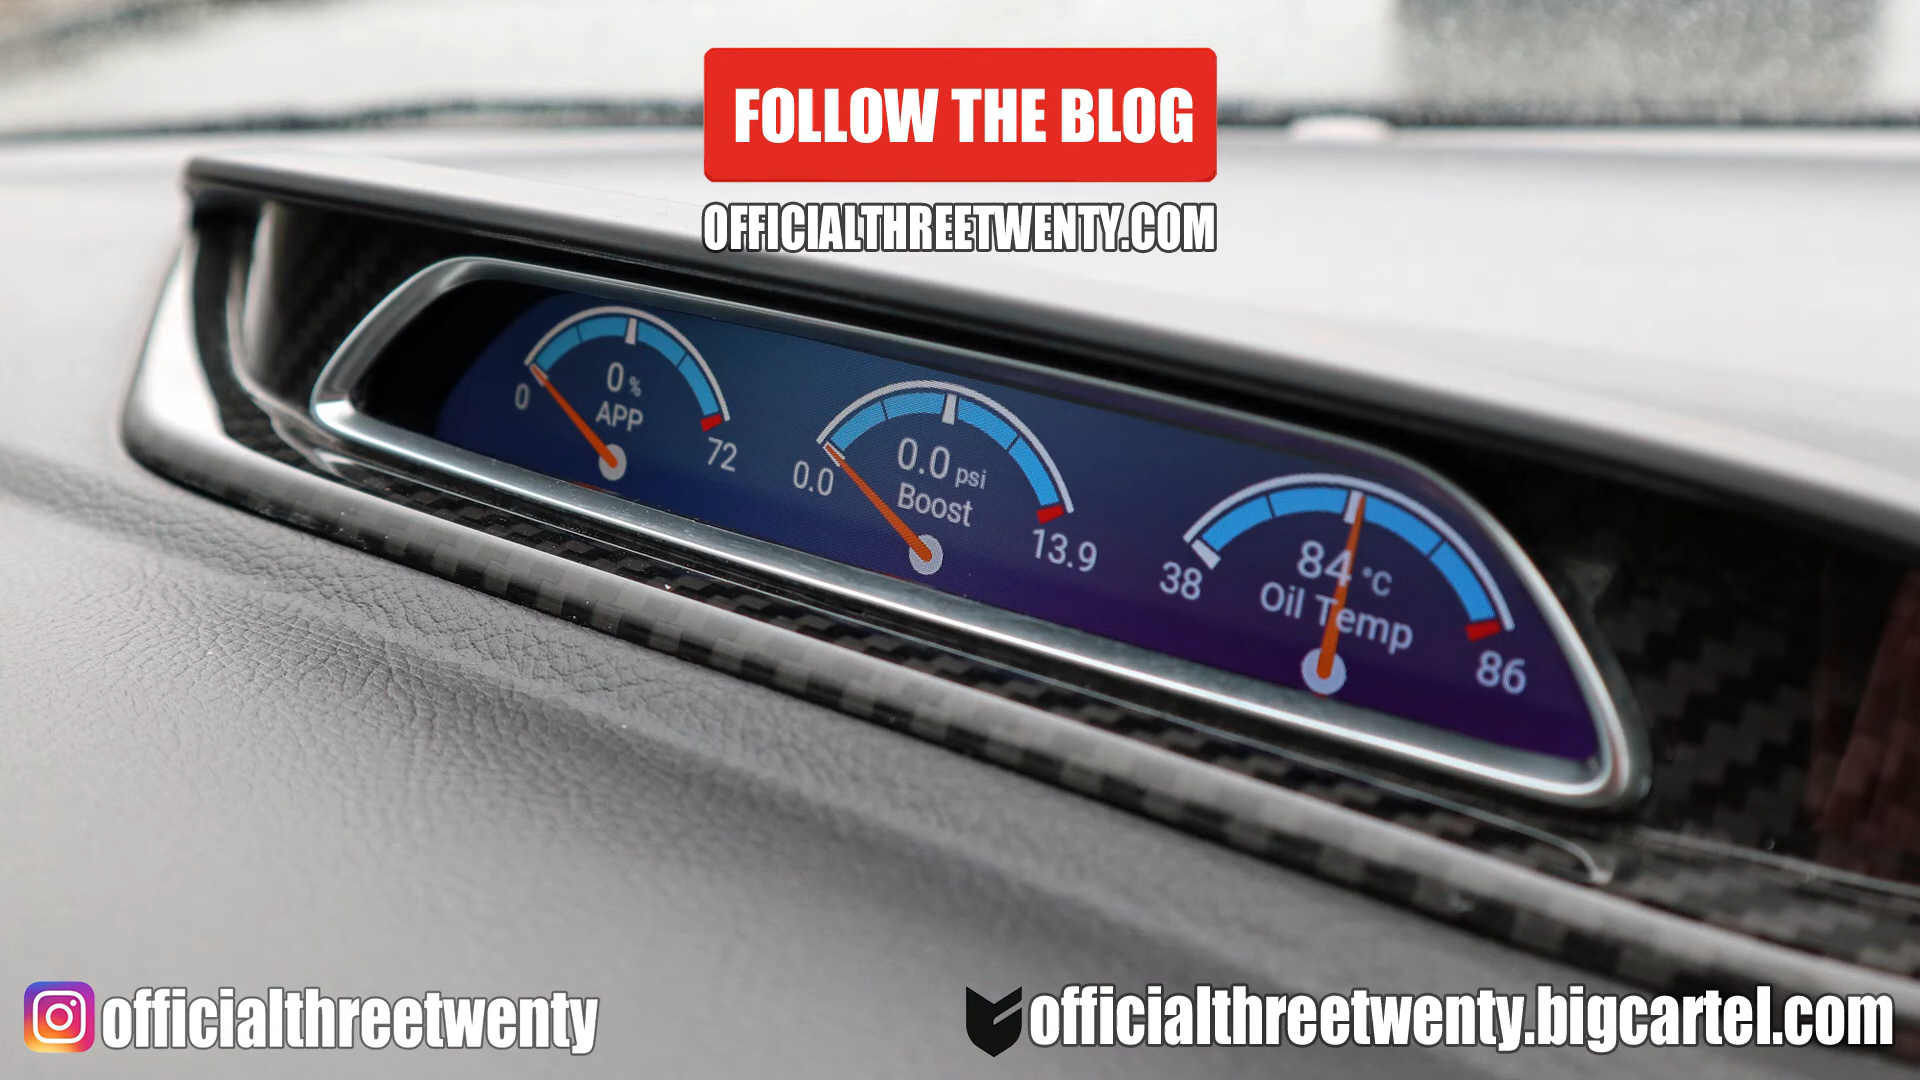 FOLLOW THE BLOG
OFFICIALTHREETWENTY.COM
0 %
APP
0
72
0.0 psi
Boost
0.0
13.9
84 °C
Oil Temp
38
86
officialthreetwenty
officialthreetwenty.bigcartel.com